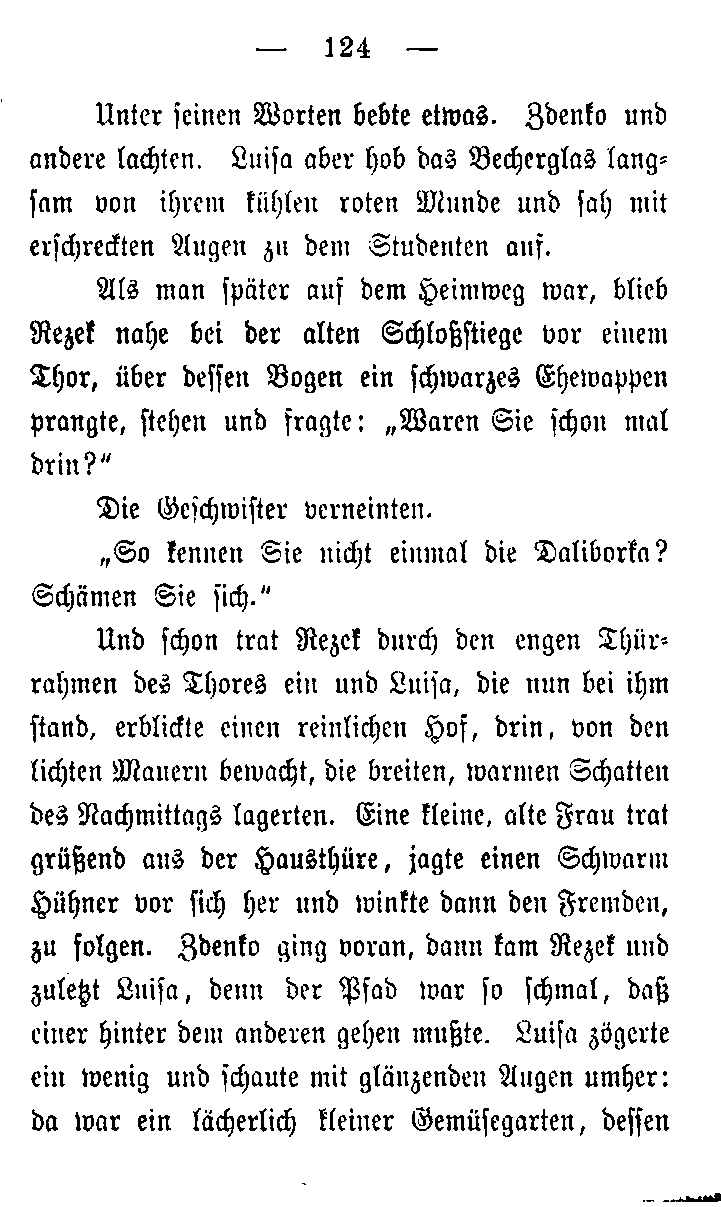 — 124 —
Unter seinen Worten bebte etwas. Zdenko und
andere lachten. Luisa aber hob das Becherglas lang-
sam von ihrem kühlen roten Munde und sah mit
erschreckten Augen zu dem Studenten auf.
Als man später auf dem Heimweg war, blieb
Rezek nahe bei der alten Schloßstiege vor einem
Thor, über dessen Bogen ein schwarzes Ehewappen
prangte, stehen und fragte: „Waren Sie schon mal
drin?“
Die Geschwister verneinten.
„So kennen Sie nicht einmal die Daliborka?
Schämen Sie sich.“
Und schon trat Rezek durch den engen Thür-
rahmen des Thores ein und Luisa, die nun bei ihm
stand, erblickte einen reinlichen Hof, drin, von den
lichten Mauern bewacht, die breiten, warmen Schatten
des Nachmittags lagerten. Eine kleine, alte Frau trat
grüßend aus der Hausthüre, jagte einen Schwarm
Hühner vor sich her und winkte dann den Fremden,
zu folgen. Zdenko ging voran, dann kam Rezek und
zuletzt Luisa, denn der Pfad war so schmal, daß
einer hinter dem anderen gehen mußte. Luisa zögerte
ein wenig und schaute mit glänzenden Augen umher:
da war ein lächerlich kleiner Gemüsegarten, dessen